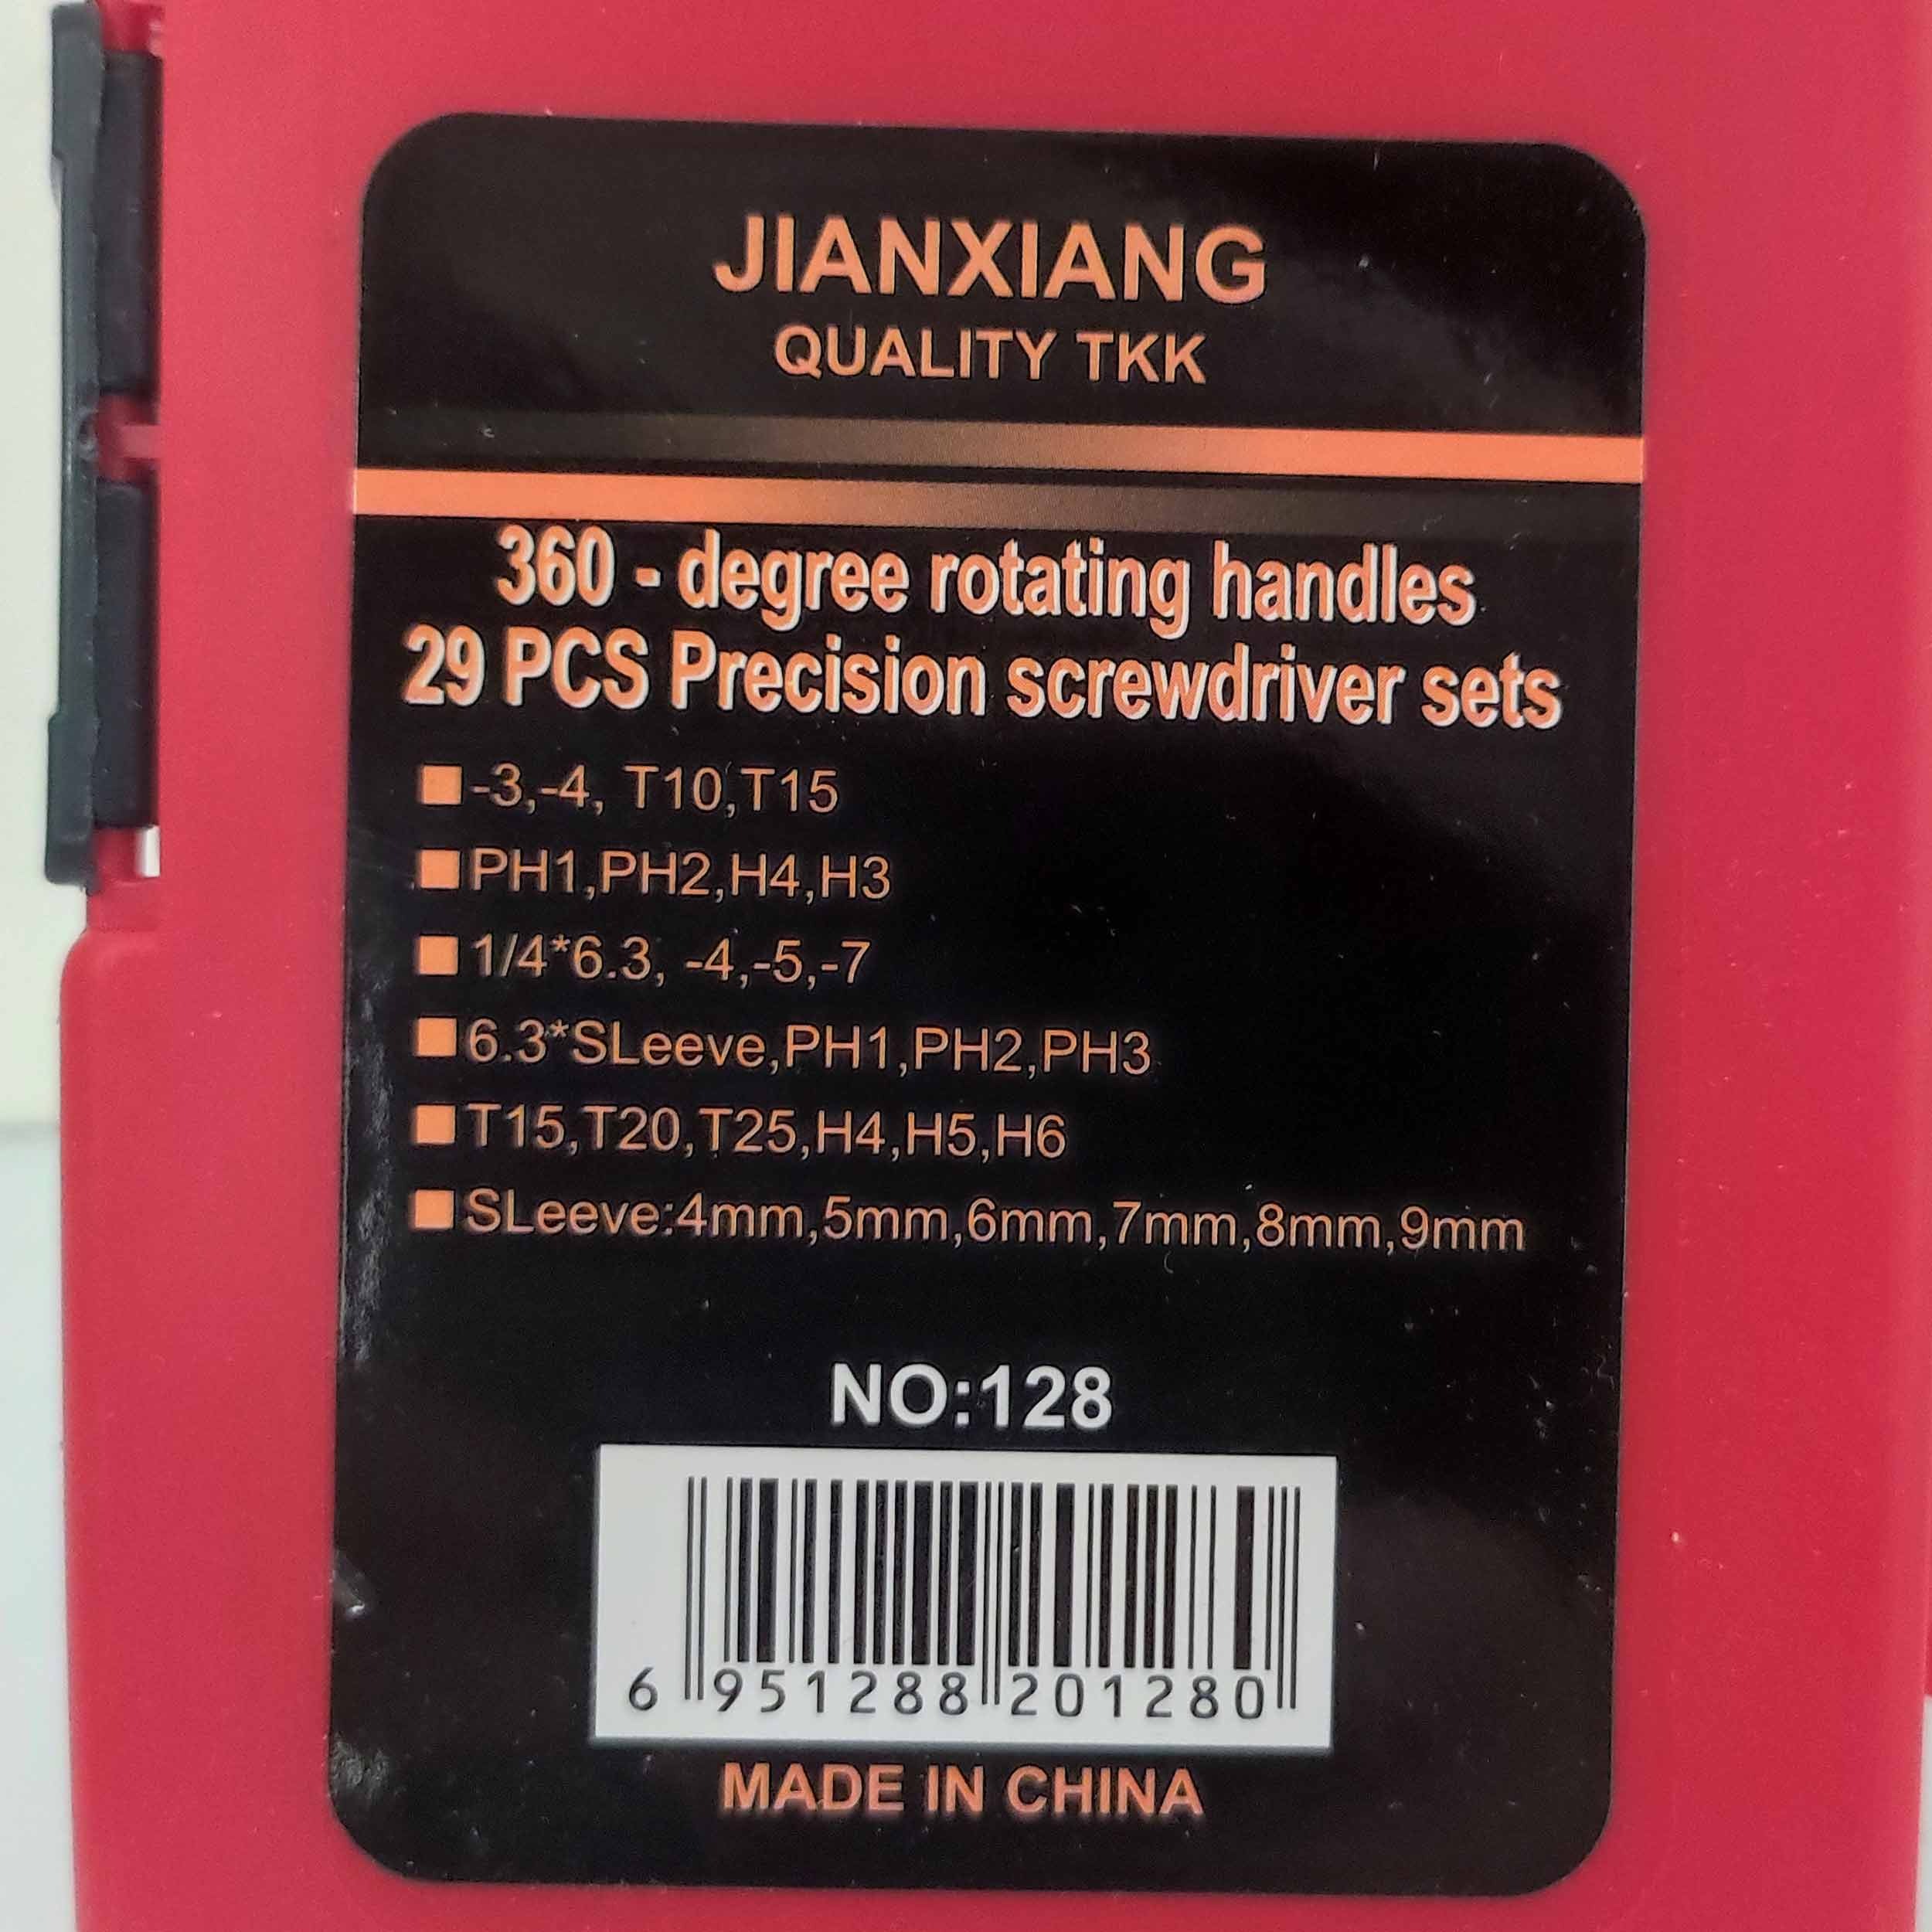 JIANXIANG
QUALITY TKK
360 - degree rotating handles
29 PCS Precision screwdriver sets
■-3,-4, T10,T15
■PH1,PH2,H4,H3
■1/4*6.3, -4,-5,-7
■6.3*SLeeve,PH1,PH2,PH3
■T15,T20,T25,H4,H5,H6
■SLeeve:4mm,5mm,6mm,7mm,8mm,9mm
NO:128
6 951288 201280
MADE IN CHINA